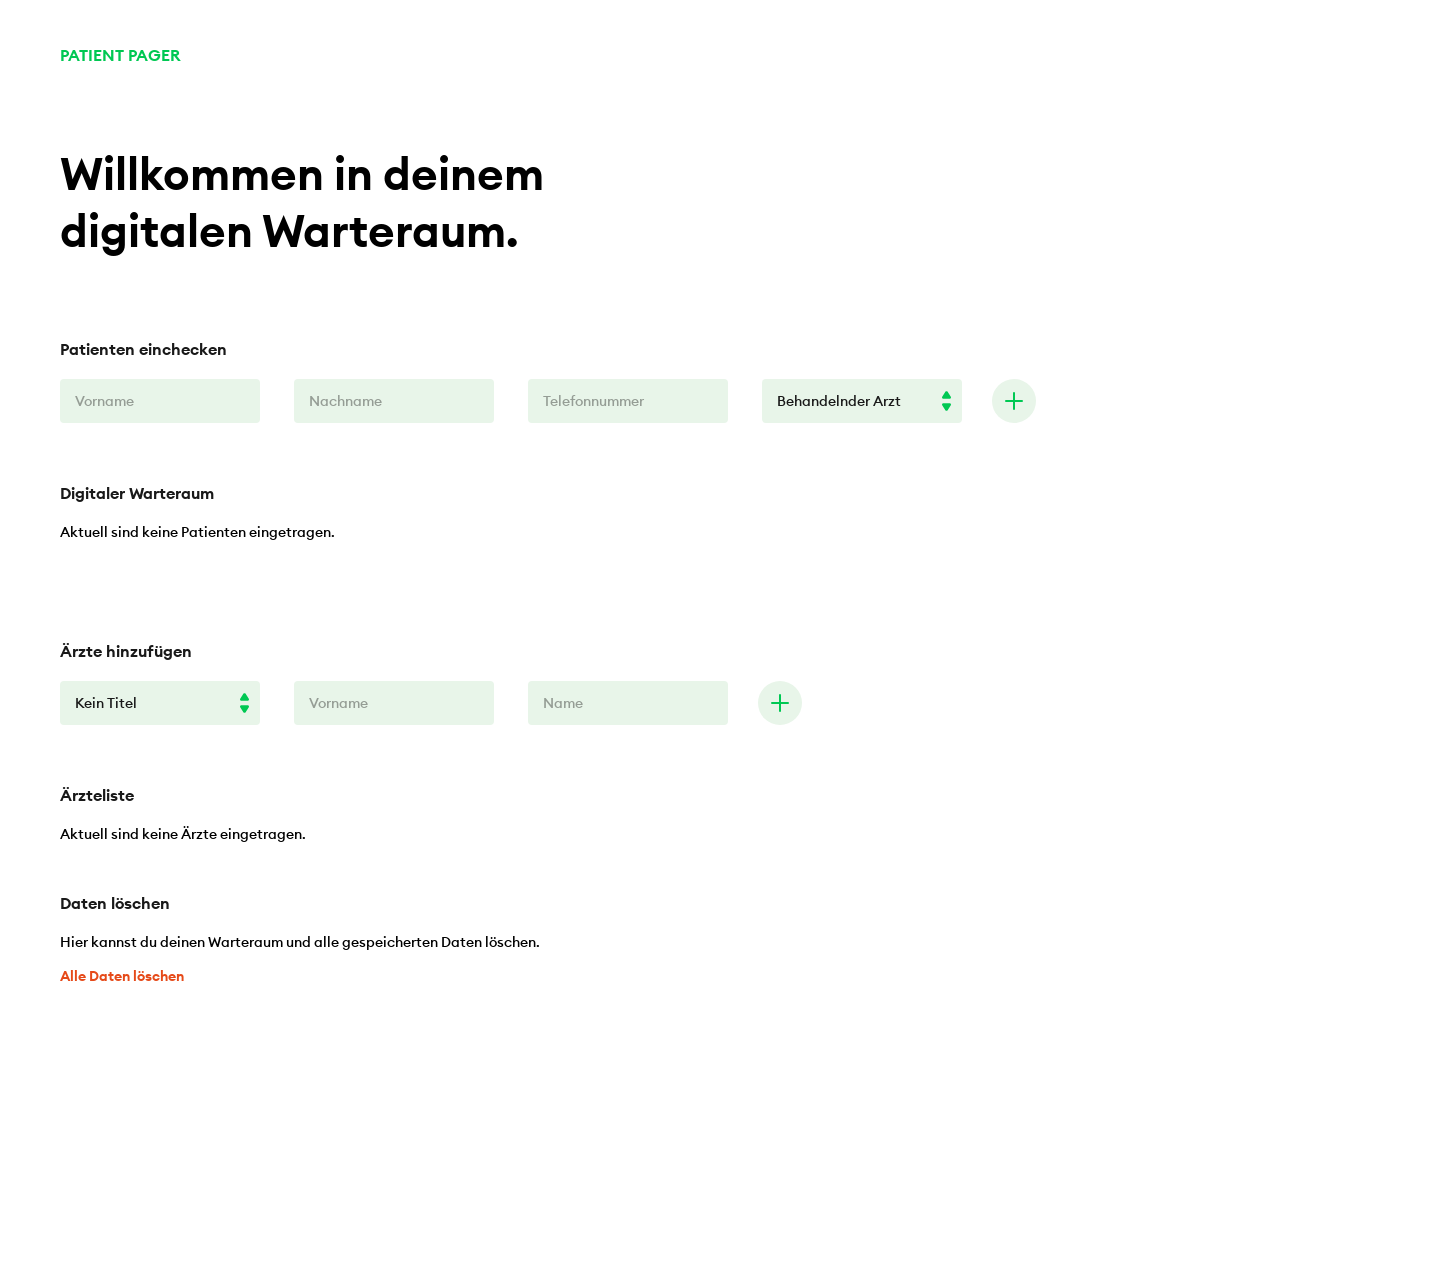 PATIENT PAGER
Willkommen in deinem
digitalen Warteraum.
Patienten einchecken
Vorname Nachname Telefonnummer Behandelnder Arzt
Digitaler Warteraum
Aktuell sind keine Patienten eingetragen.
Ärzte hinzufügen
Kein Titel Vorname Name
Ärzteliste
Aktuell sind keine Ärzte eingetragen.
Daten löschen
Hier kannst du deinen Warteraum und alle gespeicherten Daten löschen.
Alle Daten löschen